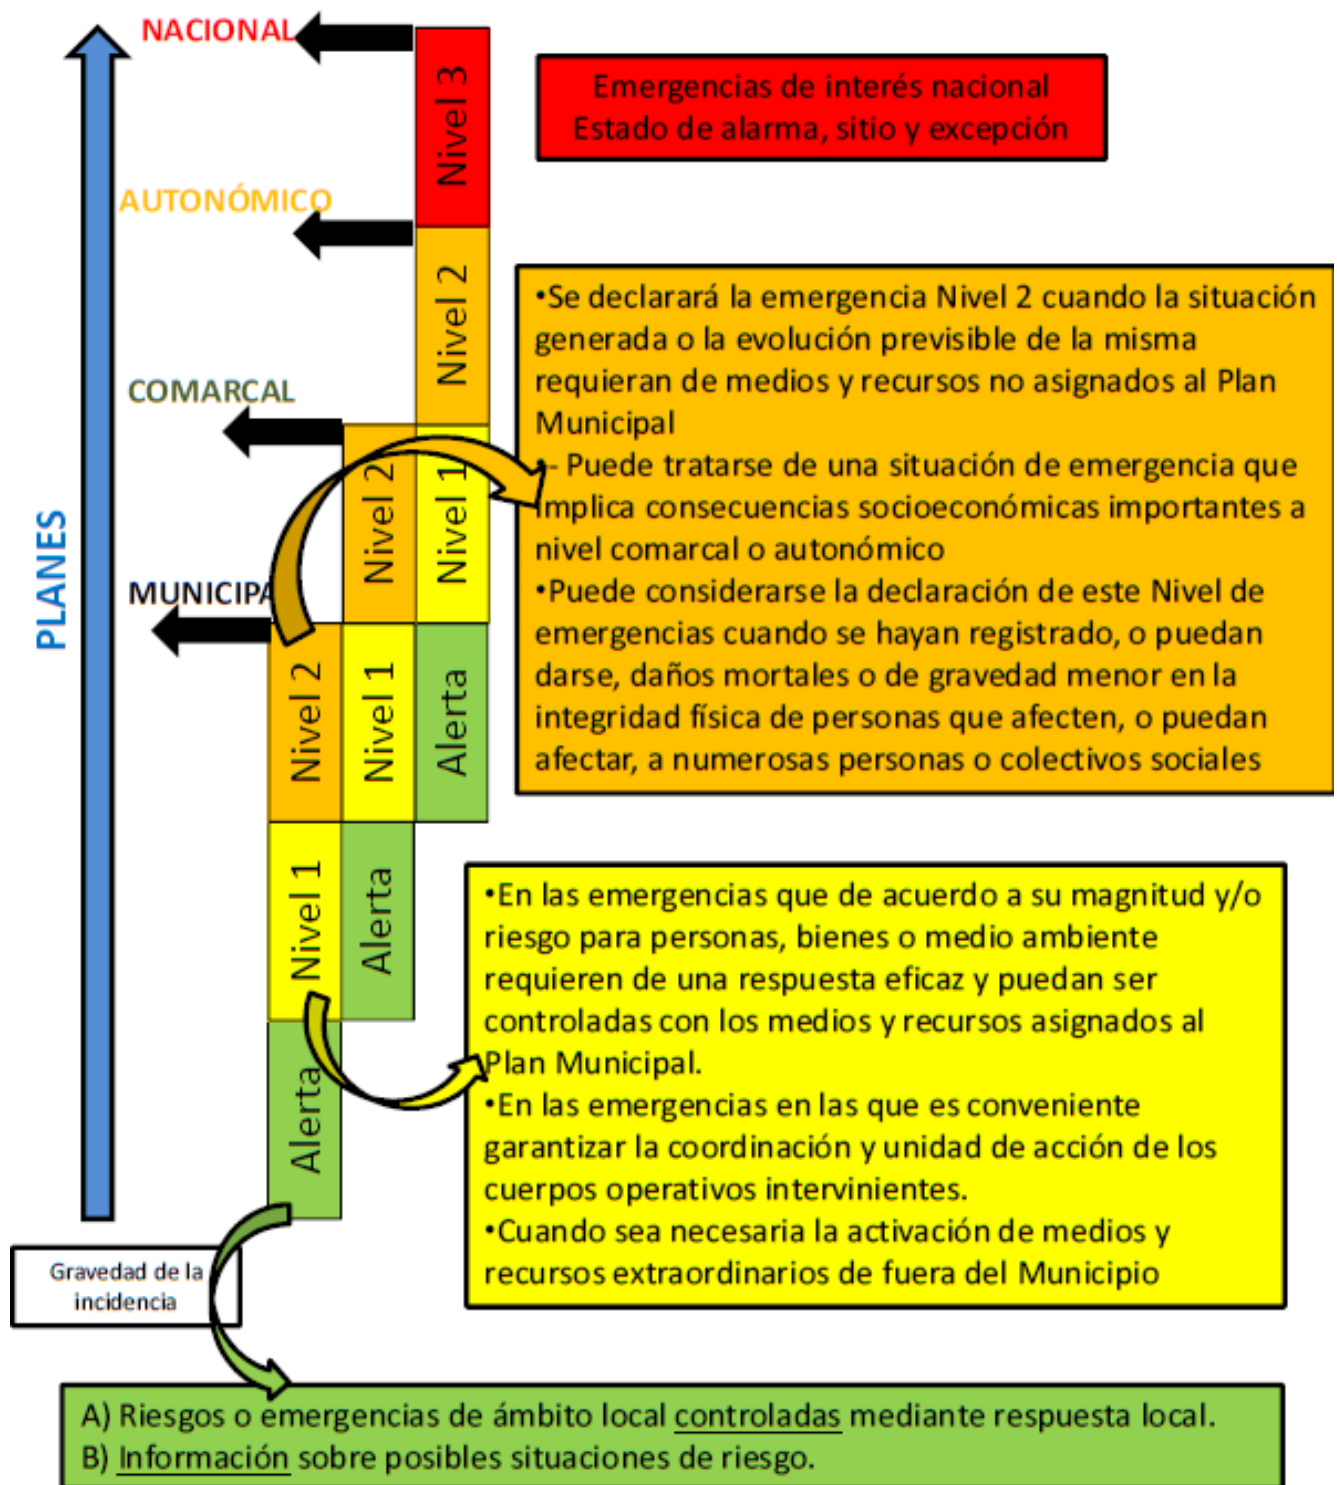 NACIONAL
Nivel 3
Emergencias de interés nacional
Estado de alarma, sitio y excepción
AUTONÓMICO
Nivel 2
•Se declarará la emergencia Nivel 2 cuando la situación
generada o la evolución previsible de la misma
requieran de medios y recursos no asignados al Plan
Municipal
•- Puede tratarse de una situación de emergencia que
implica consecuencias socioeconómicas importantes a
nivel comarcal o autonómico
•Puede considerarse la declaración de este Nivel de
emergencias cuando se hayan registrado, o puedan
darse, daños mortales o de gravedad menor en la
integridad física de personas que afecten, o puedan
afectar, a numerosas personas o colectivos sociales
COMARCAL
Nivel 2
Nivel 1
PLANES
MUNICIPA
Nivel 2
Nivel 1
Alerta
Nivel 1
Alerta
•En las emergencias que de acuerdo a su magnitud y/o
riesgo para personas, bienes o medio ambiente
requieren de una respuesta eficaz y puedan ser
controladas con los medios y recursos asignados al
Plan Municipal.
•En las emergencias en las que es conveniente
garantizar la coordinación y unidad de acción de los
cuerpos operativos intervinientes.
•Cuando sea necesaria la activación de medios y
recursos extraordinarios de fuera del Municipio
Alerta
Gravedad de la
incidencia
A) Riesgos o emergencias de ámbito local controladas mediante respuesta local.
B) Información sobre posibles situaciones de riesgo.